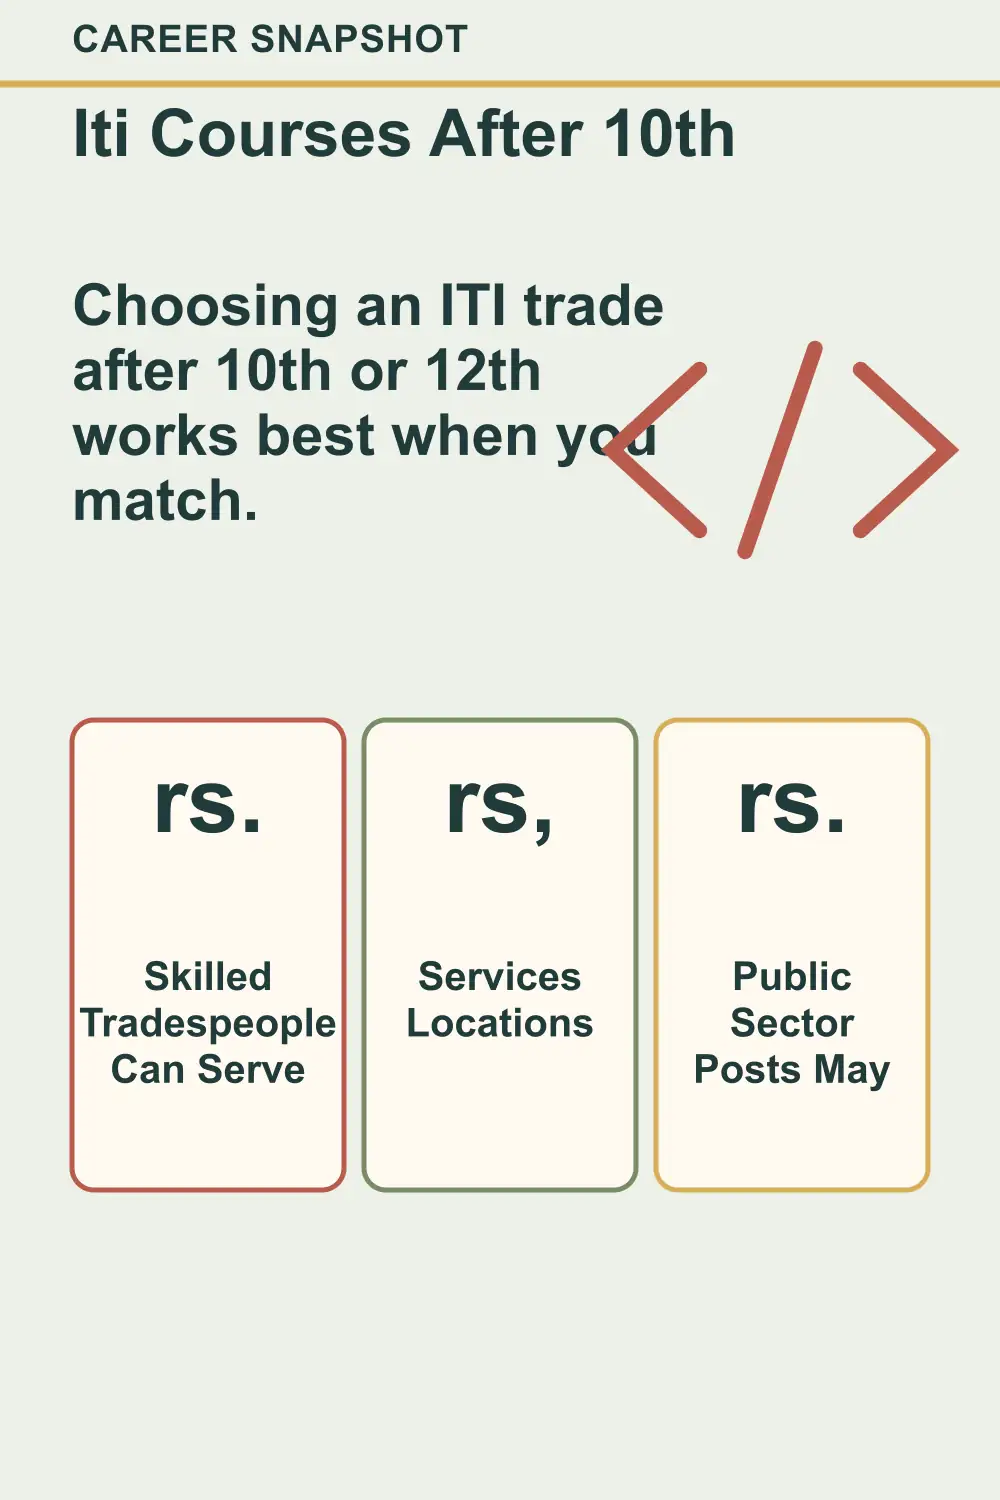 CAREER SNAPSHOT
Iti Courses After 10th
Choosing an ITI trade
after 10th or 12th
works best when you
match.
</>
rs.
Skilled
Tradespeople
Can Serve
rs,
Services
Locations
rs.
Public
Sector
Posts May